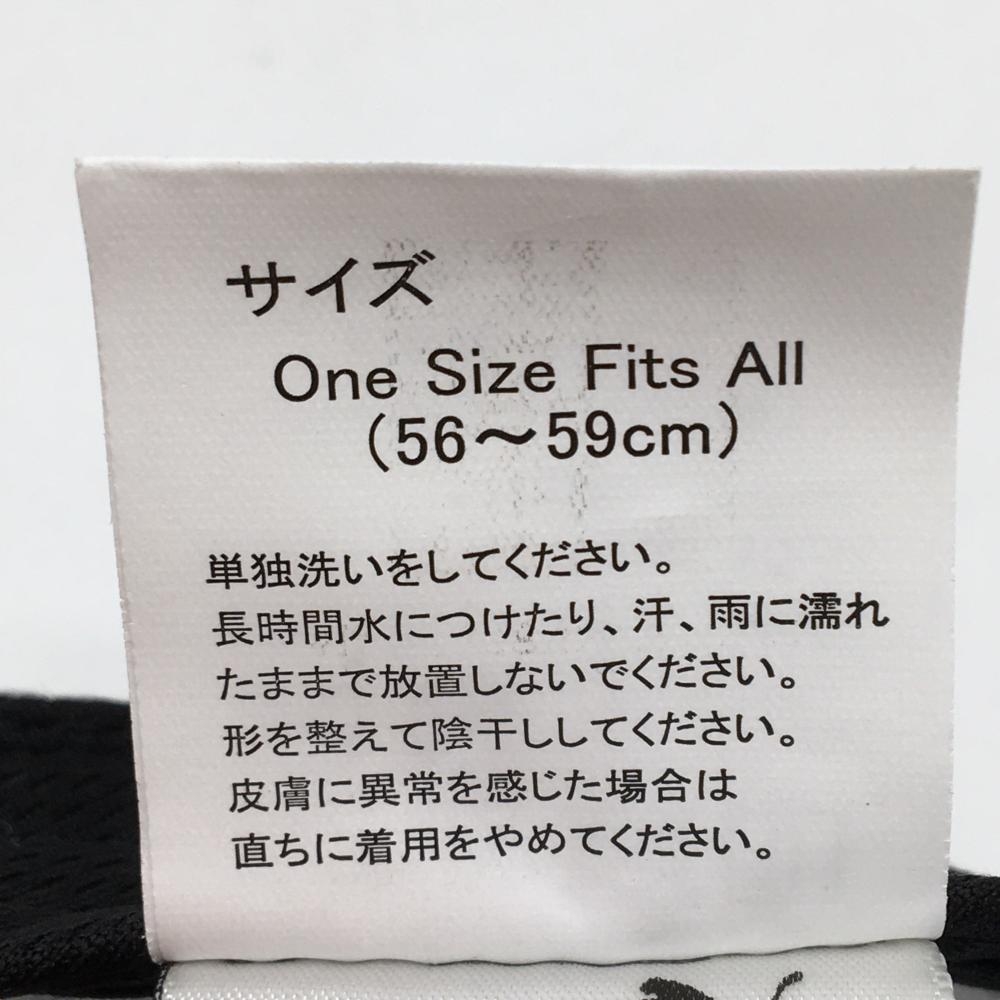 サイズ
One Size Fits All
(56～59cm)
単独洗いをしてください。
長時間水につけたり、汗、雨に濡れ
たままで放置しないでください。
形を整えて陰干ししてください。
皮膚に異常を感じた場合は
直ちに着用をやめてください。